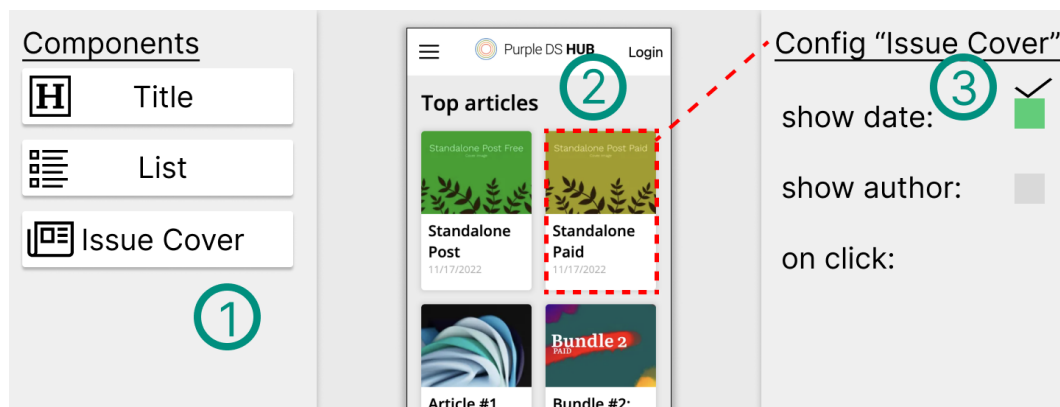 Components
H Title
List
Issue Cover
1
Purple DS HUB
Login
2
Top articles
Standalone Post Free
Standalone Post Paid
Standalone
Post
11/17/2022
Standalone
Paid
11/17/2022
Bundle 2
PAID
Article #1
Bundle #2:
Config “Issue Cover”
3
show date:
show author:
on click: